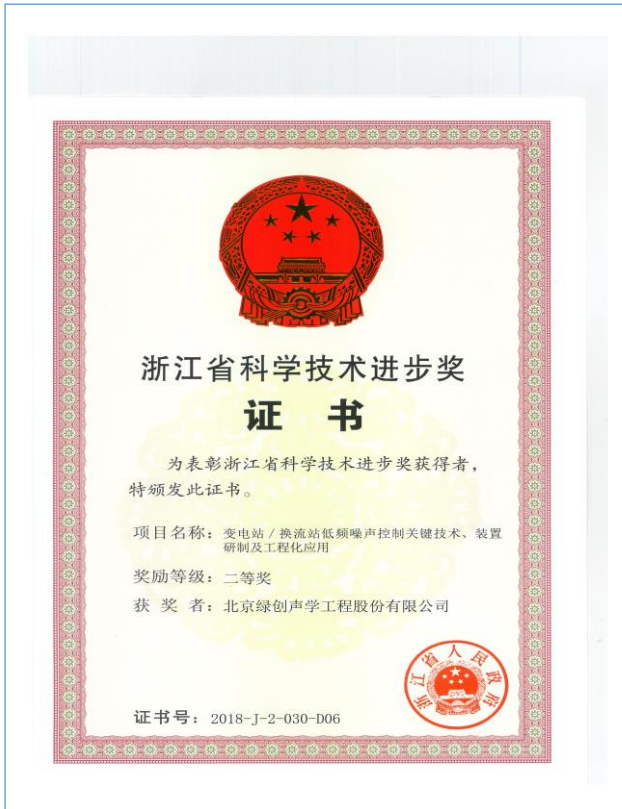 浙江省科学技术进步奖
证 书
为表彰浙江省科学技术进步奖获得者，
特颁发此证书。
项目名称：变电站 / 换流站低频噪声控制关键技术、装置
研制及工程化应用
奖励等级：二等奖
获 奖 者：北京绿创声学工程股份有限公司
浙江省人民政府
证书号：2018-J-2-030-D06